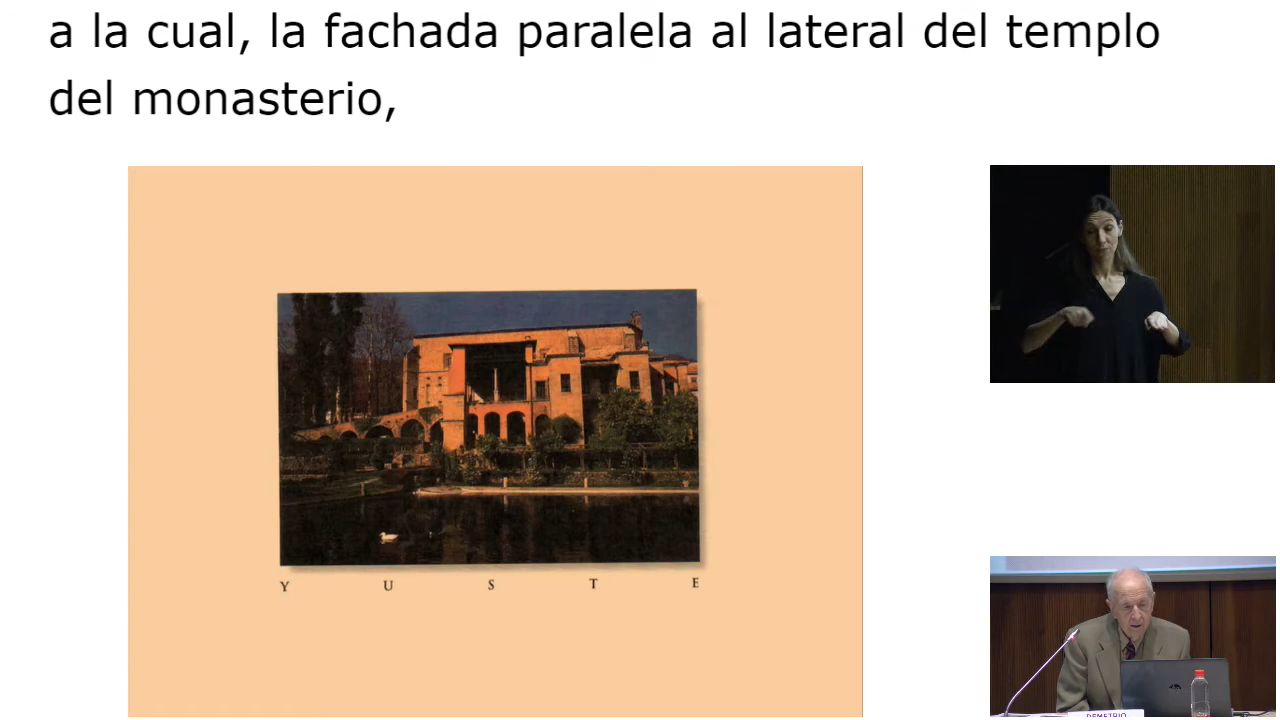 a la cual, la fachada paralela al lateral del templo
del monasterio,
Y U S T E
DEMETRIO